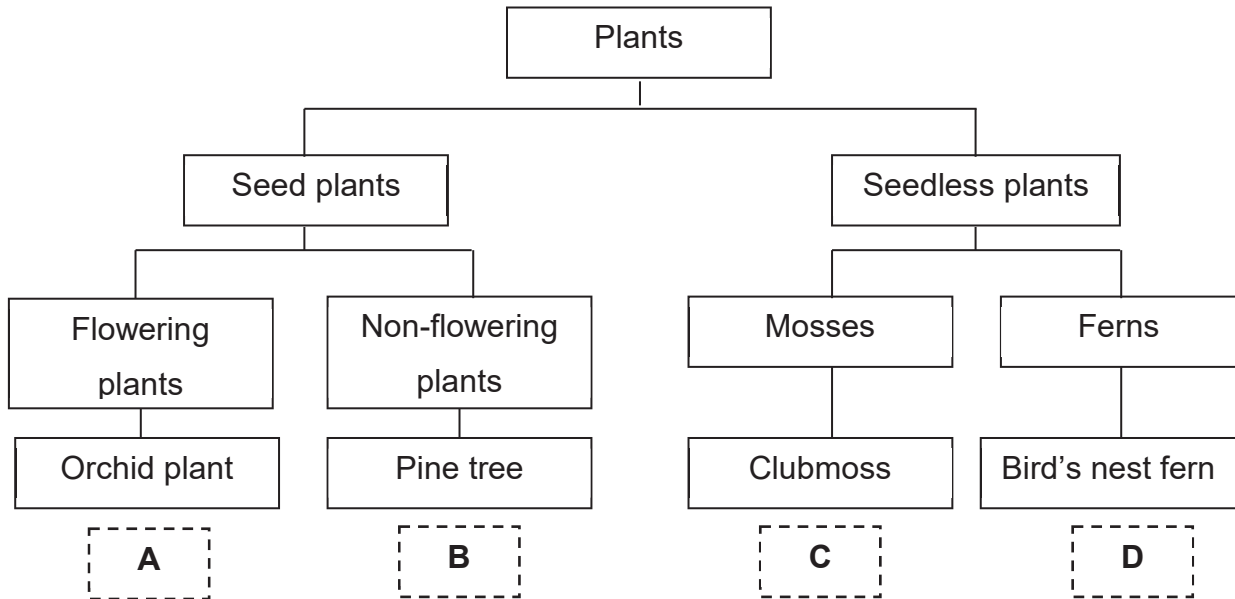 Plants
Seed plants
Seedless plants
Flowering
plants
Non-flowering
plants
Mosses
Ferns
Orchid plant
Pine tree
Clubmoss
Bird’s nest fern
A
B
C
D